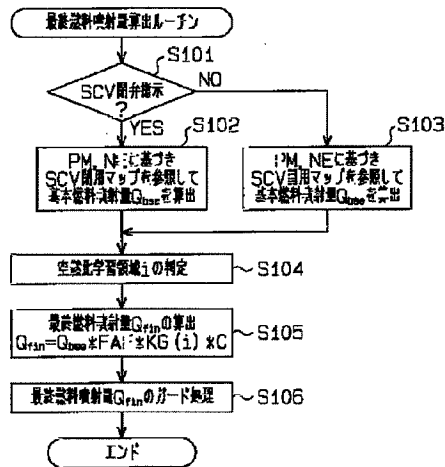 最終燃料噴射量算出ルーチン
S101
SCV閉弁指示
?
NO
YES
S102
S103
PM, NEに基づき
SCV閉用マップを参照して
基本燃料噴射量Qbseを算出
PM, NEに基づき
SCV開用マップを参照して
基本燃料噴射量Qbseを算出
空燃比学習領域iの判定
S104
最終燃料噴射量Qfinの算出
Qfin=Qbse*FAF*KG(i)*C
S105
最終燃料噴射量Qfinのガード処理
S106
エンド